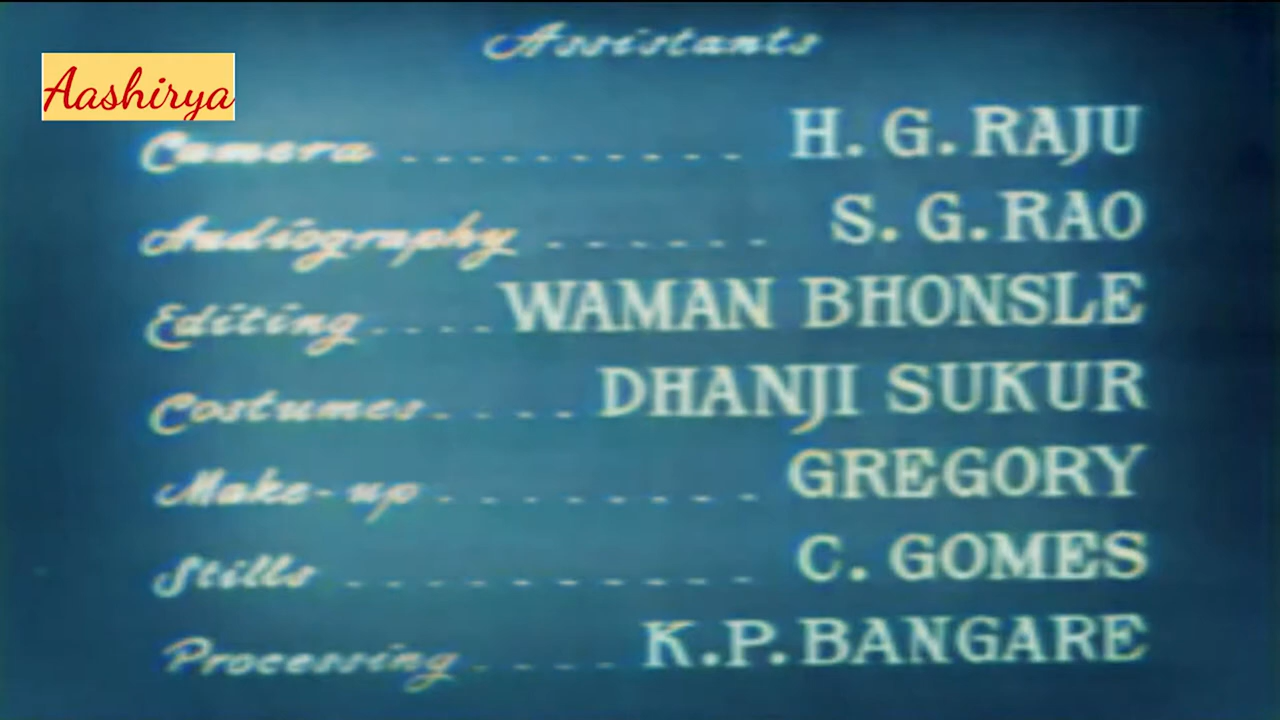 Assistants
Aashirya
Camera .......... H. G. RAJU
Audiography ....... S. G. RAO
Editing .... WAMAN BHONSLE
Costumes .... DHANJI SUKUR
Make-up ......... GREGORY
Stills ............ C. GOMES
Processing ..... K.P. BANGARE